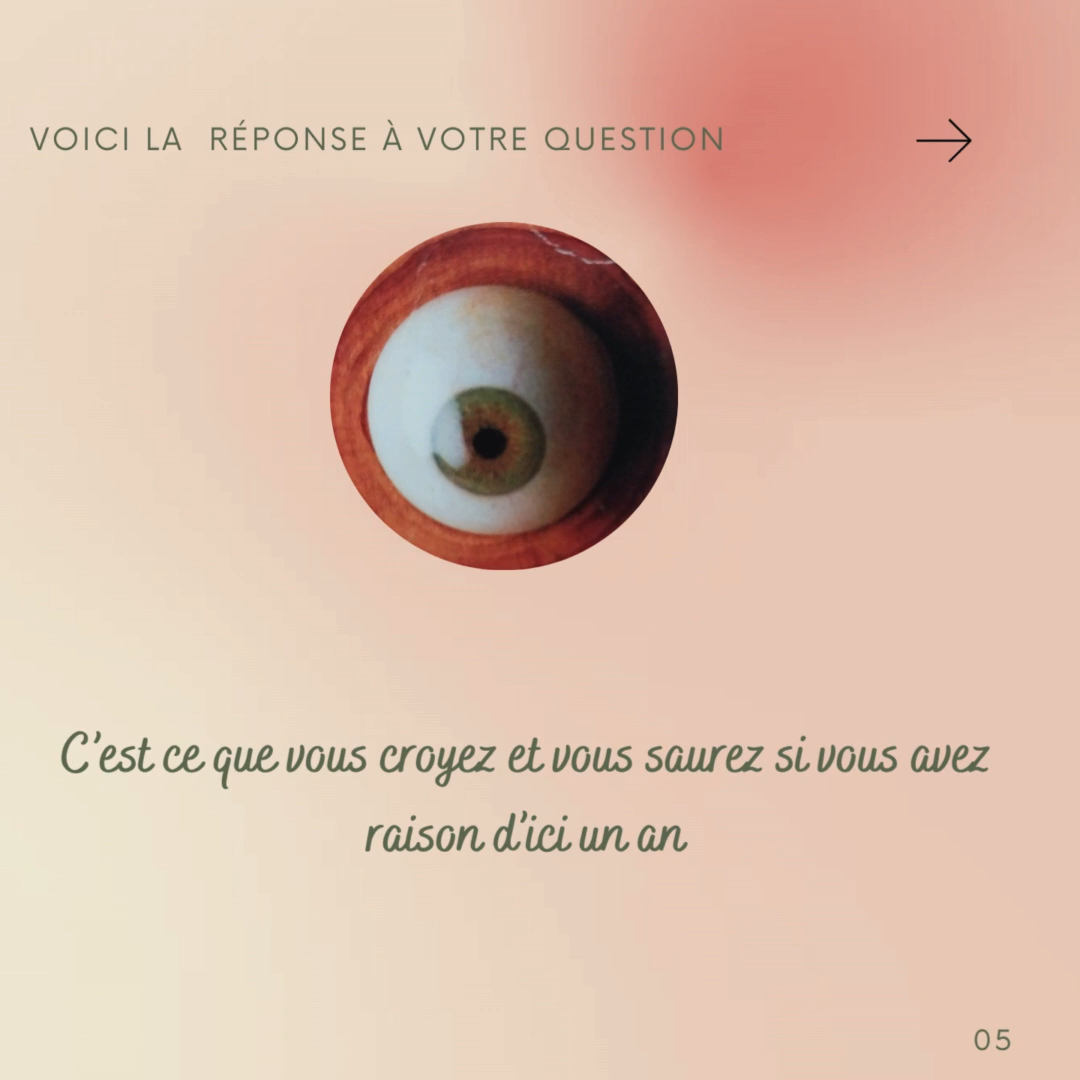 VOICI LA RÉPONSE À VOTRE QUESTION
C'est ce que vous croyez et vous saurez si vous avez
raison d'ici un an
05